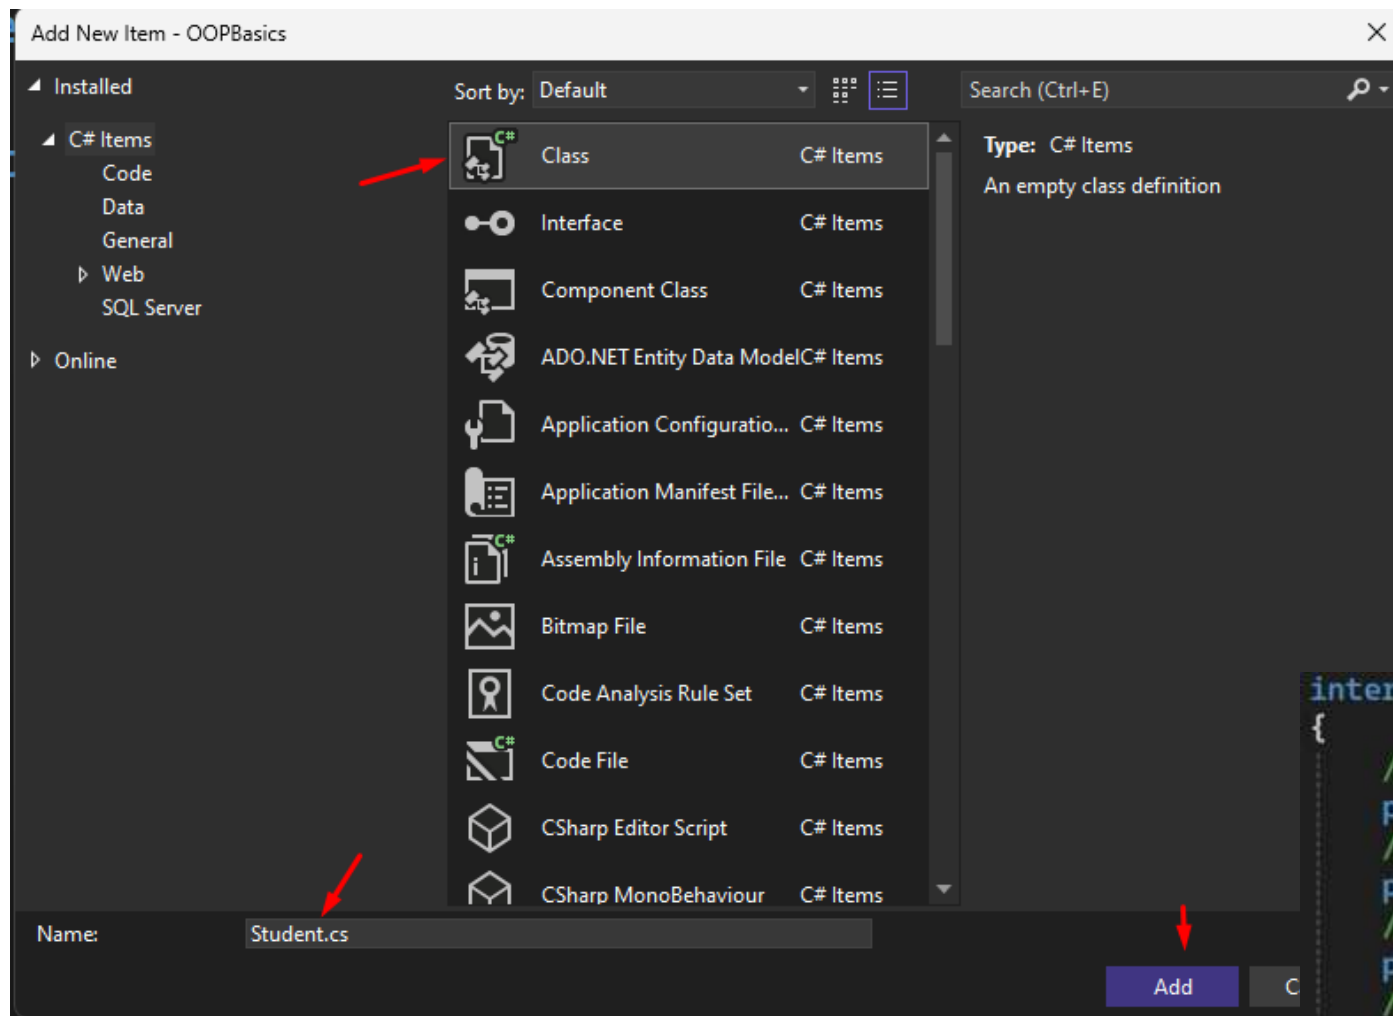 Add New Item - OOPBasics
Installed
C# Items
Code
Data
General
Web
SQL Server
Online
Sort by: Default
Search (Ctrl+E)
Class C# Items
Interface C# Items
Component Class C# Items
ADO.NET Entity Data Model C# Items
Application Configuratio... C# Items
Application Manifest File... C# Items
Assembly Information File C# Items
Bitmap File C# Items
Code Analysis Rule Set C# Items
Code File C# Items
CSharp Editor Script C# Items
CSharp MonoBehaviour C# Items
Type: C# Items
An empty class definition
Name: Student.cs
Add
{